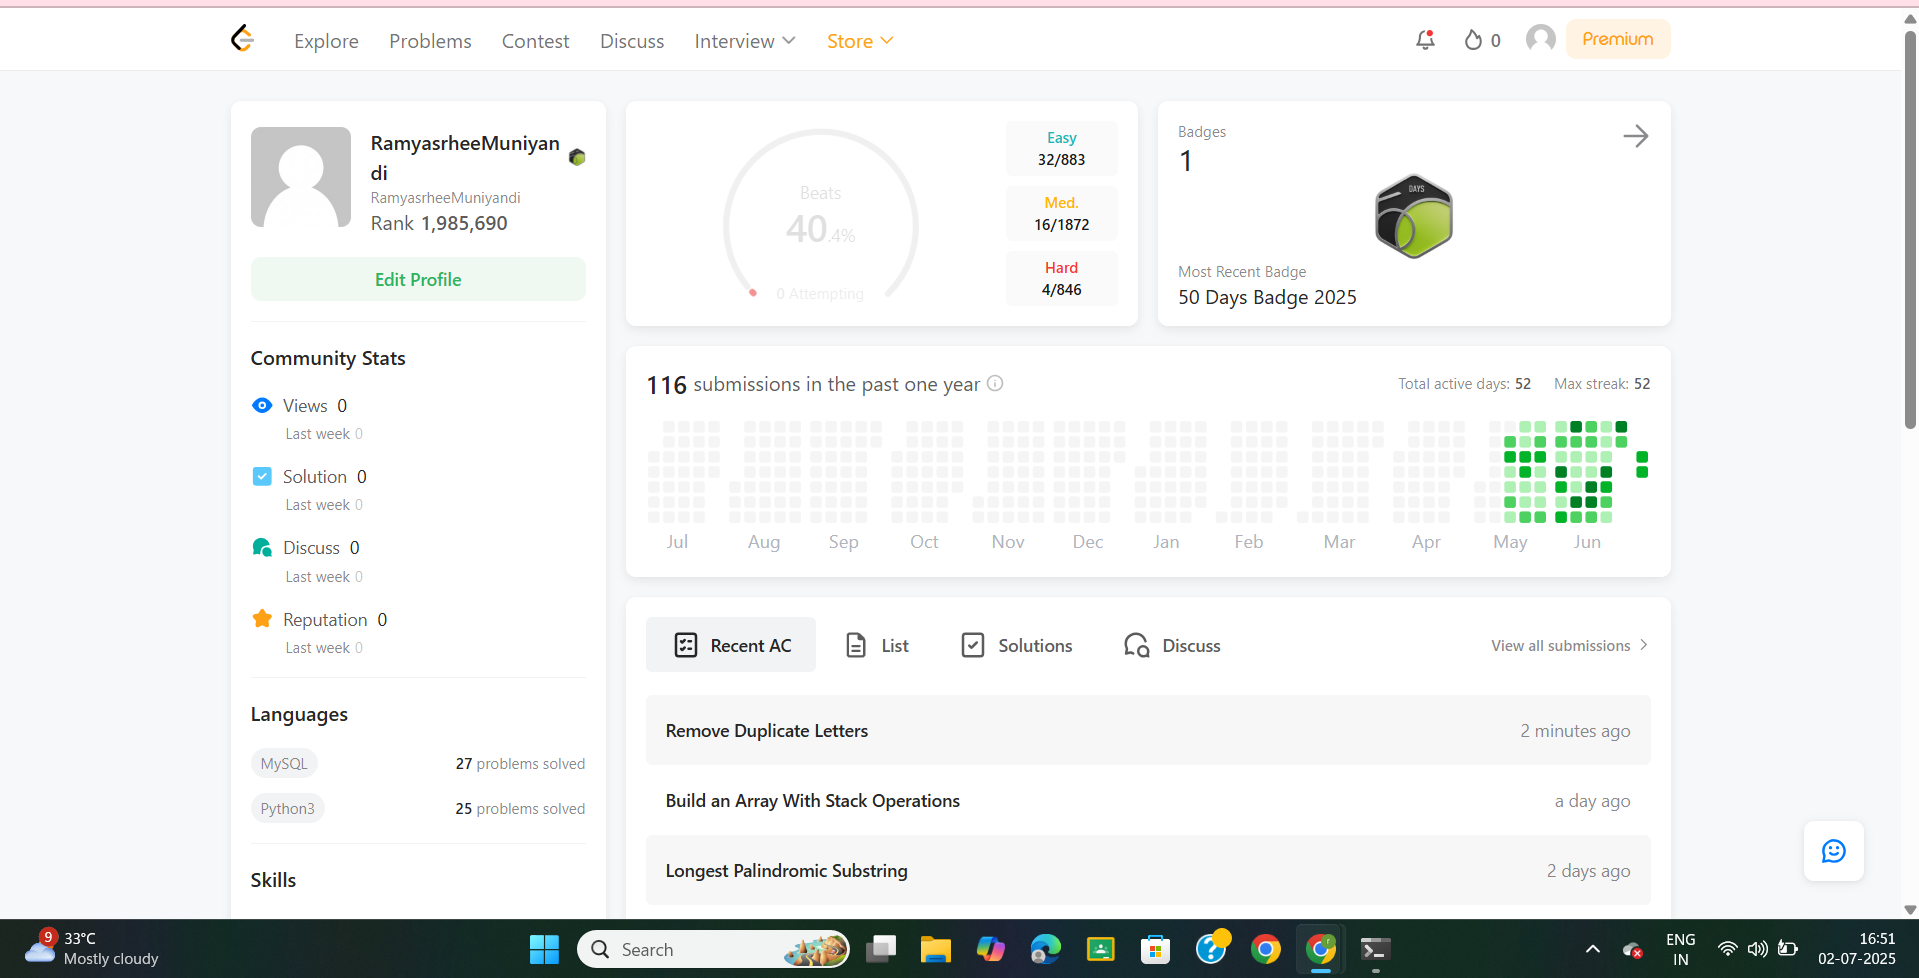 Explore Problems Contest Discuss Interview Store 0 Premium
RamyasrheeMuniyan
di
RamyasrheeMuniyandi
Rank 1,985,690
Edit Profile
Community Stats
Views 0
Last week 0
Solution 0
Last week 0
Discuss 0
Last week 0
Reputation 0
Last week 0
Languages
MySQL 27 problems solved
Python3 25 problems solved
Skills
Beats
40.4%
0 Attempting
Easy
32/883
Med.
16/1872
Hard
4/846
Badges
1
DAYS
Most Recent Badge
50 Days Badge 2025
116 submissions in the past one year Total active days: 52 Max streak: 52
Jul Aug Sep Oct Nov Dec Jan Feb Mar Apr May Jun
Recent AC List Solutions Discuss View all submissions
Remove Duplicate Letters 2 minutes ago
Build an Array With Stack Operations a day ago
Longest Palindromic Substring 2 days ago
9
33°C
Mostly cloudy
Search
ENG
IN
16:51
02-07-2025